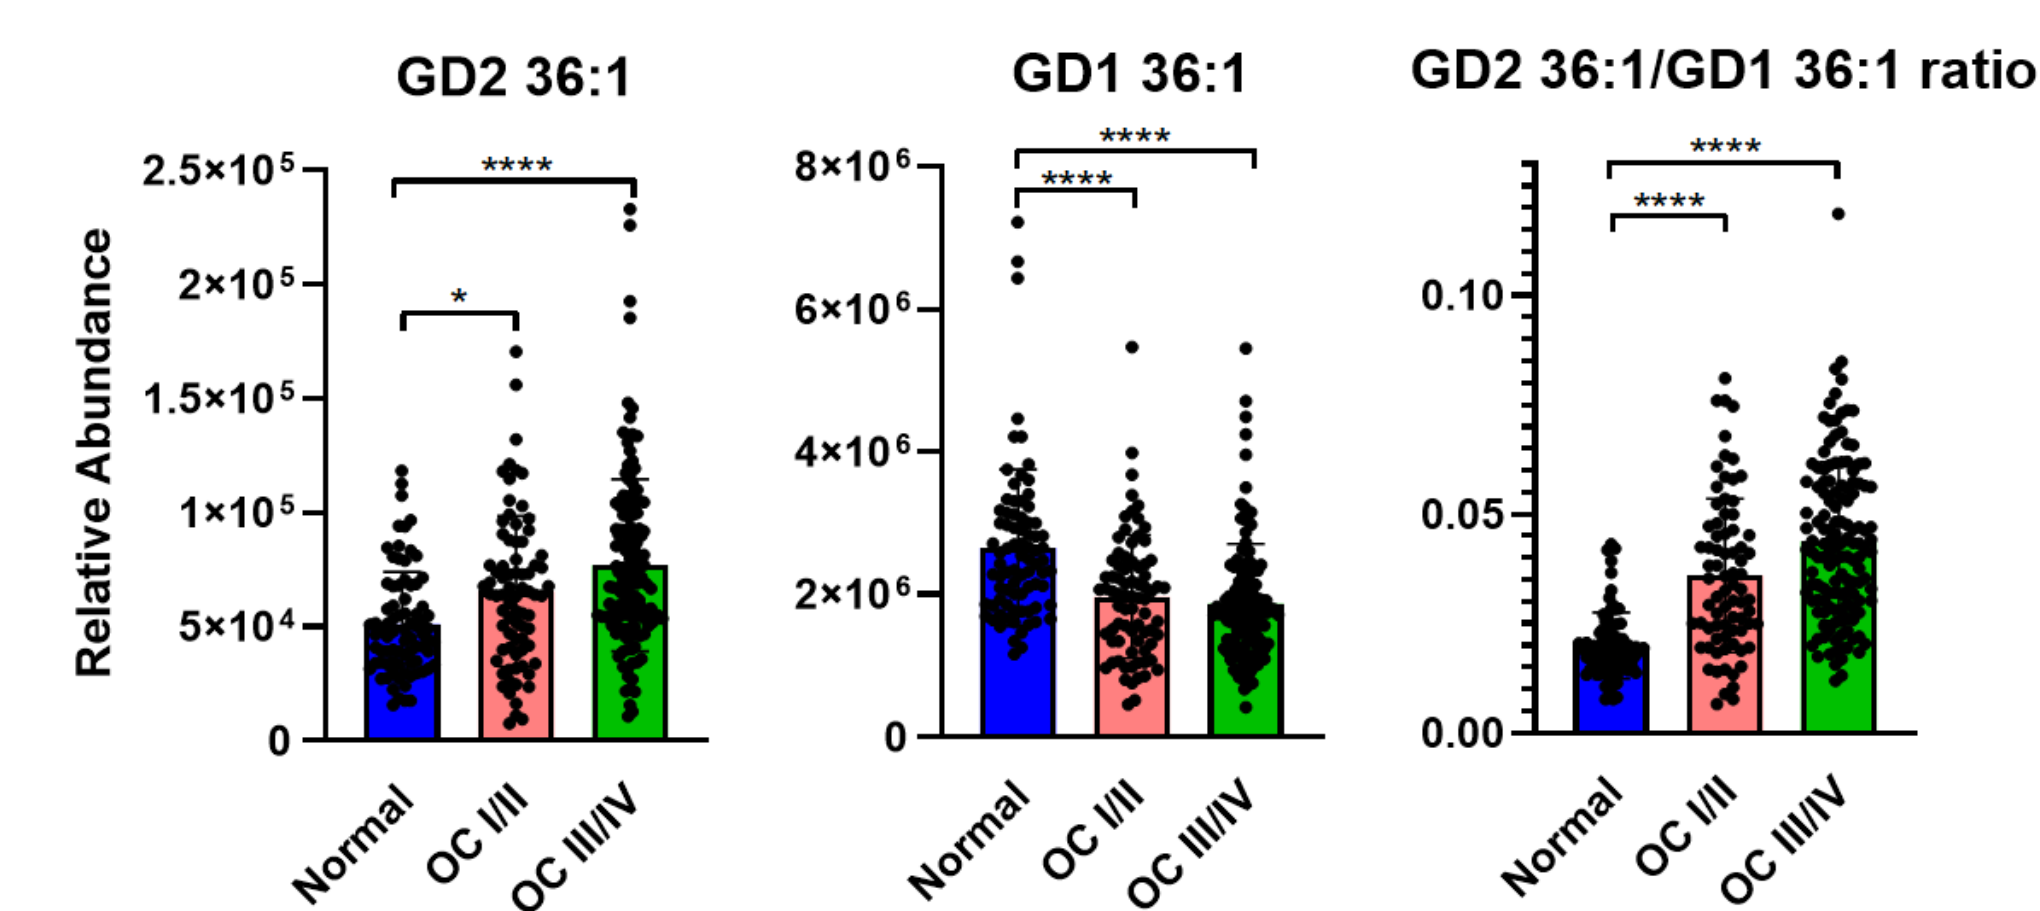 GD2 36:1
Relative Abundance
2.5×10⁵
2×10⁵
1.5×10⁵
1×10⁵
5×10⁴
0
****
*
Normal
OC I/II
OC III/IV
GD1 36:1
8×10⁶
6×10⁶
4×10⁶
2×10⁶
0
****
****
Normal
OC I/II
OC III/IV
GD2 36:1/GD1 36:1 ratio
0.10
0.05
0.00
****
****
Normal
OC I/II
OC III/IV